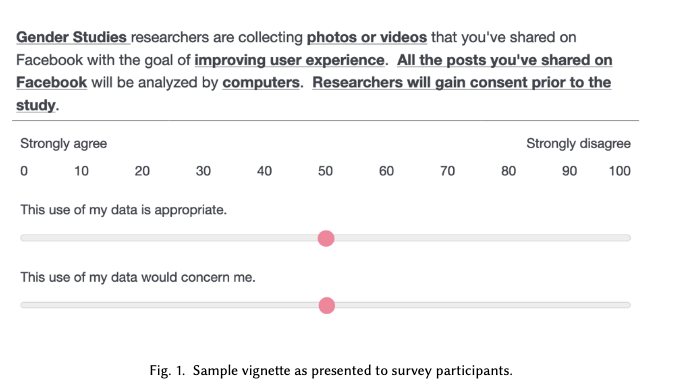 Gender Studies researchers are collecting photos or videos that you've shared on
Facebook with the goal of improving user experience. All the posts you've shared on
Facebook will be analyzed by computers. Researchers will gain consent prior to the
study.
Strongly agree Strongly disagree
0 10 20 30 40 50 60 70 80 90 100
This use of my data is appropriate.
This use of my data would concern me.
Fig. 1. Sample vignette as presented to survey participants.